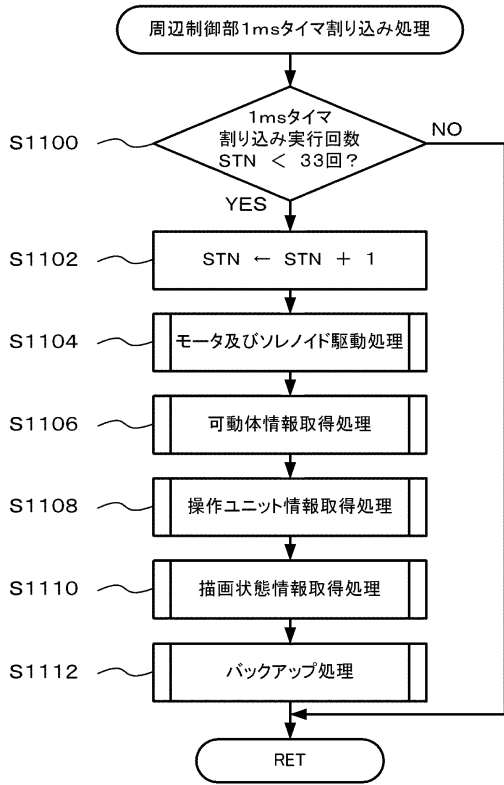 周辺制御部1msタイマ割り込み処理
S1100
1msタイマ
割り込み実行回数
STN < 33回?
NO
YES
S1102
STN ← STN + 1
S1104
モータ及びソレノイド駆動処理
S1106
可動体情報取得処理
S1108
操作ユニット情報取得処理
S1110
描画状態情報取得処理
S1112
バックアップ処理
RET